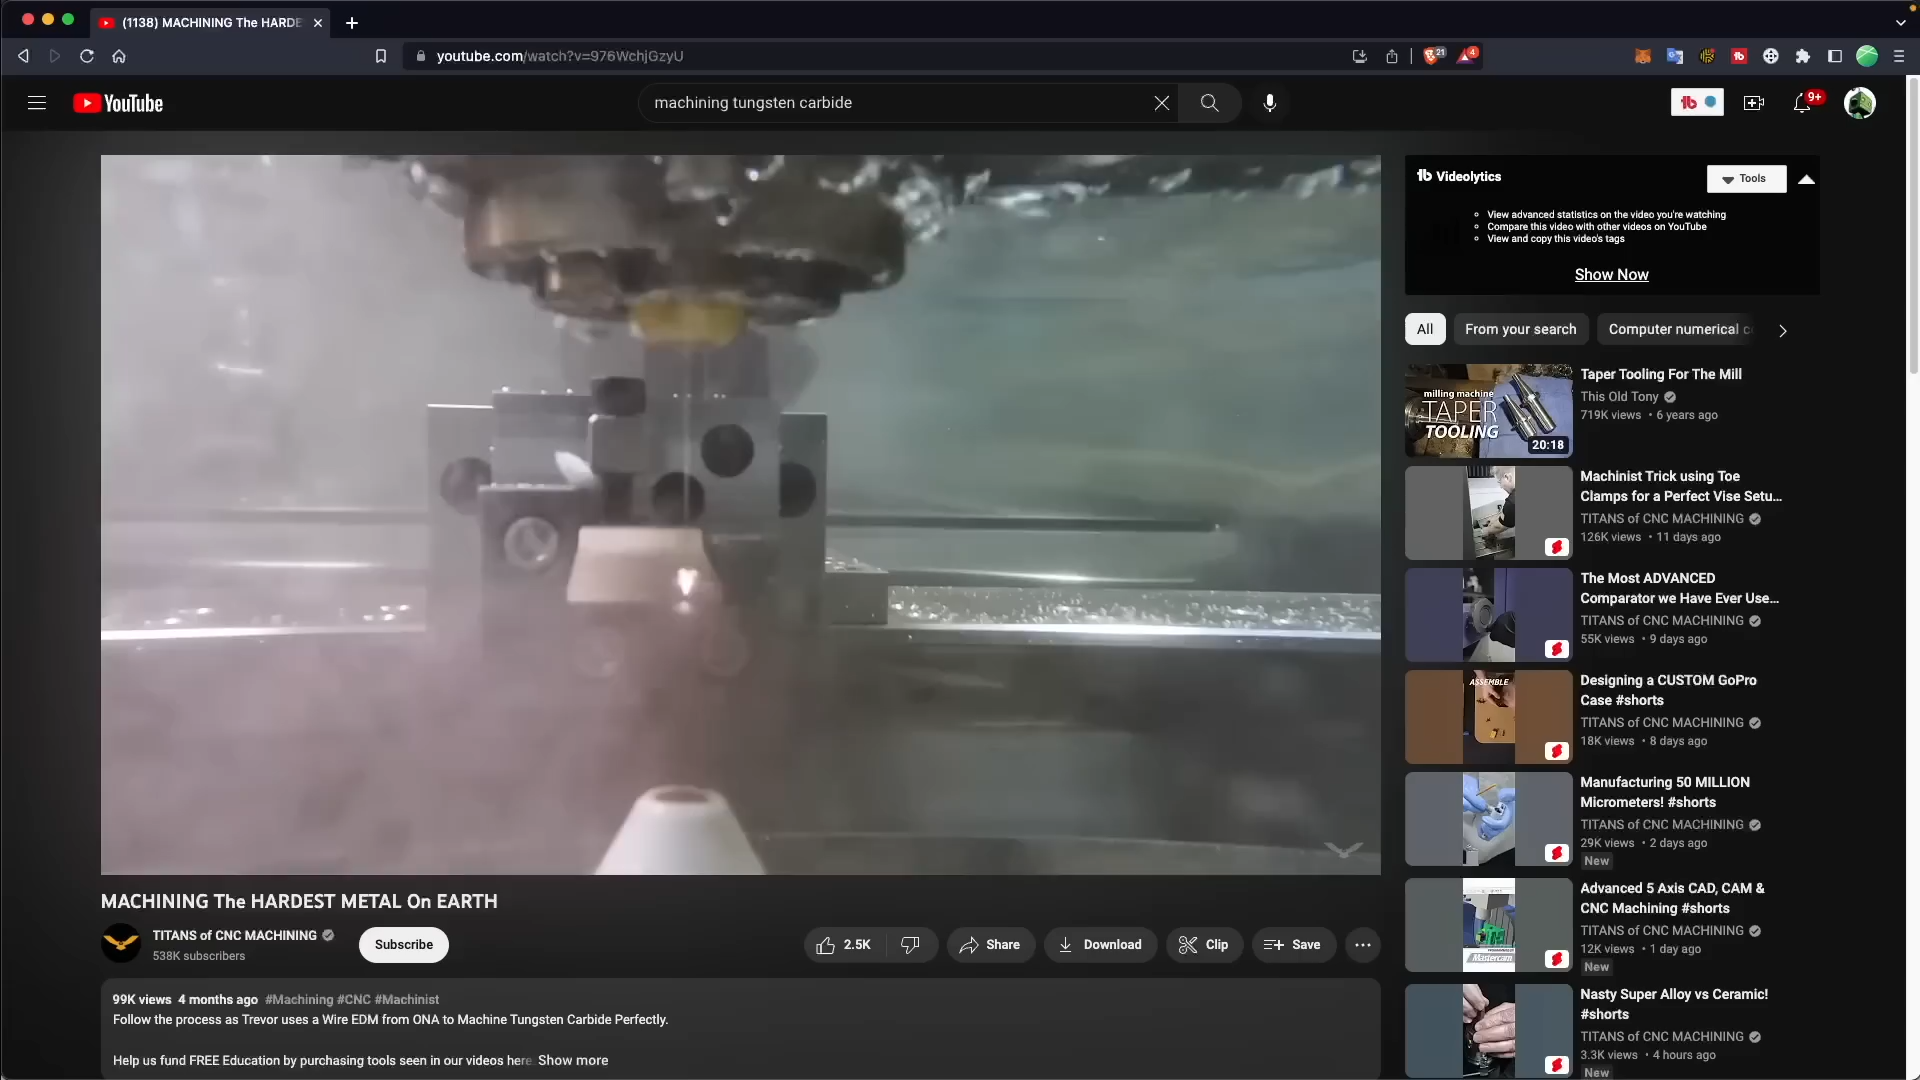 (1138) MACHINING The HARDE
youtube.com/watch?v=976WchjGzyU
21
4
YouTube
machining tungsten carbide
9+
Videolytics
Tools
View advanced statistics on the video you're watching
Compare this video with other videos on YouTube
View and copy this video's tags
Show Now
All
From your search
Computer numerical c
milling machine
TAPER
TOOLING
20:18
Taper Tooling For The Mill
This Old Tony
719K views • 6 years ago
Machinist Trick using Toe
Clamps for a Perfect Vise Setu...
TITANS of CNC MACHINING
126K views • 11 days ago
The Most ADVANCED
Comparator we Have Ever Use...
TITANS of CNC MACHINING
55K views • 9 days ago
ASSEMBLE
Designing a CUSTOM GoPro
Case #shorts
TITANS of CNC MACHINING
18K views • 8 days ago
Manufacturing 50 MILLION
Micrometers! #shorts
TITANS of CNC MACHINING
29K views • 2 days ago
New
Mastercam
Advanced 5 Axis CAD, CAM &
CNC Machining #shorts
TITANS of CNC MACHINING
12K views • 1 day ago
New
Nasty Super Alloy vs Ceramic!
#shorts
TITANS of CNC MACHINING
3.3K views • 4 hours ago
New
MACHINING The HARDEST METAL On EARTH
TITANS of CNC MACHINING
538K subscribers
Subscribe
2.5K
Share
Download
Clip
Save
99K views 4 months ago #Machining #CNC #Machinist
Follow the process as Trevor uses a Wire EDM from ONA to Machine Tungsten Carbide Perfectly.
Help us fund FREE Education by purchasing tools seen in our videos here Show more